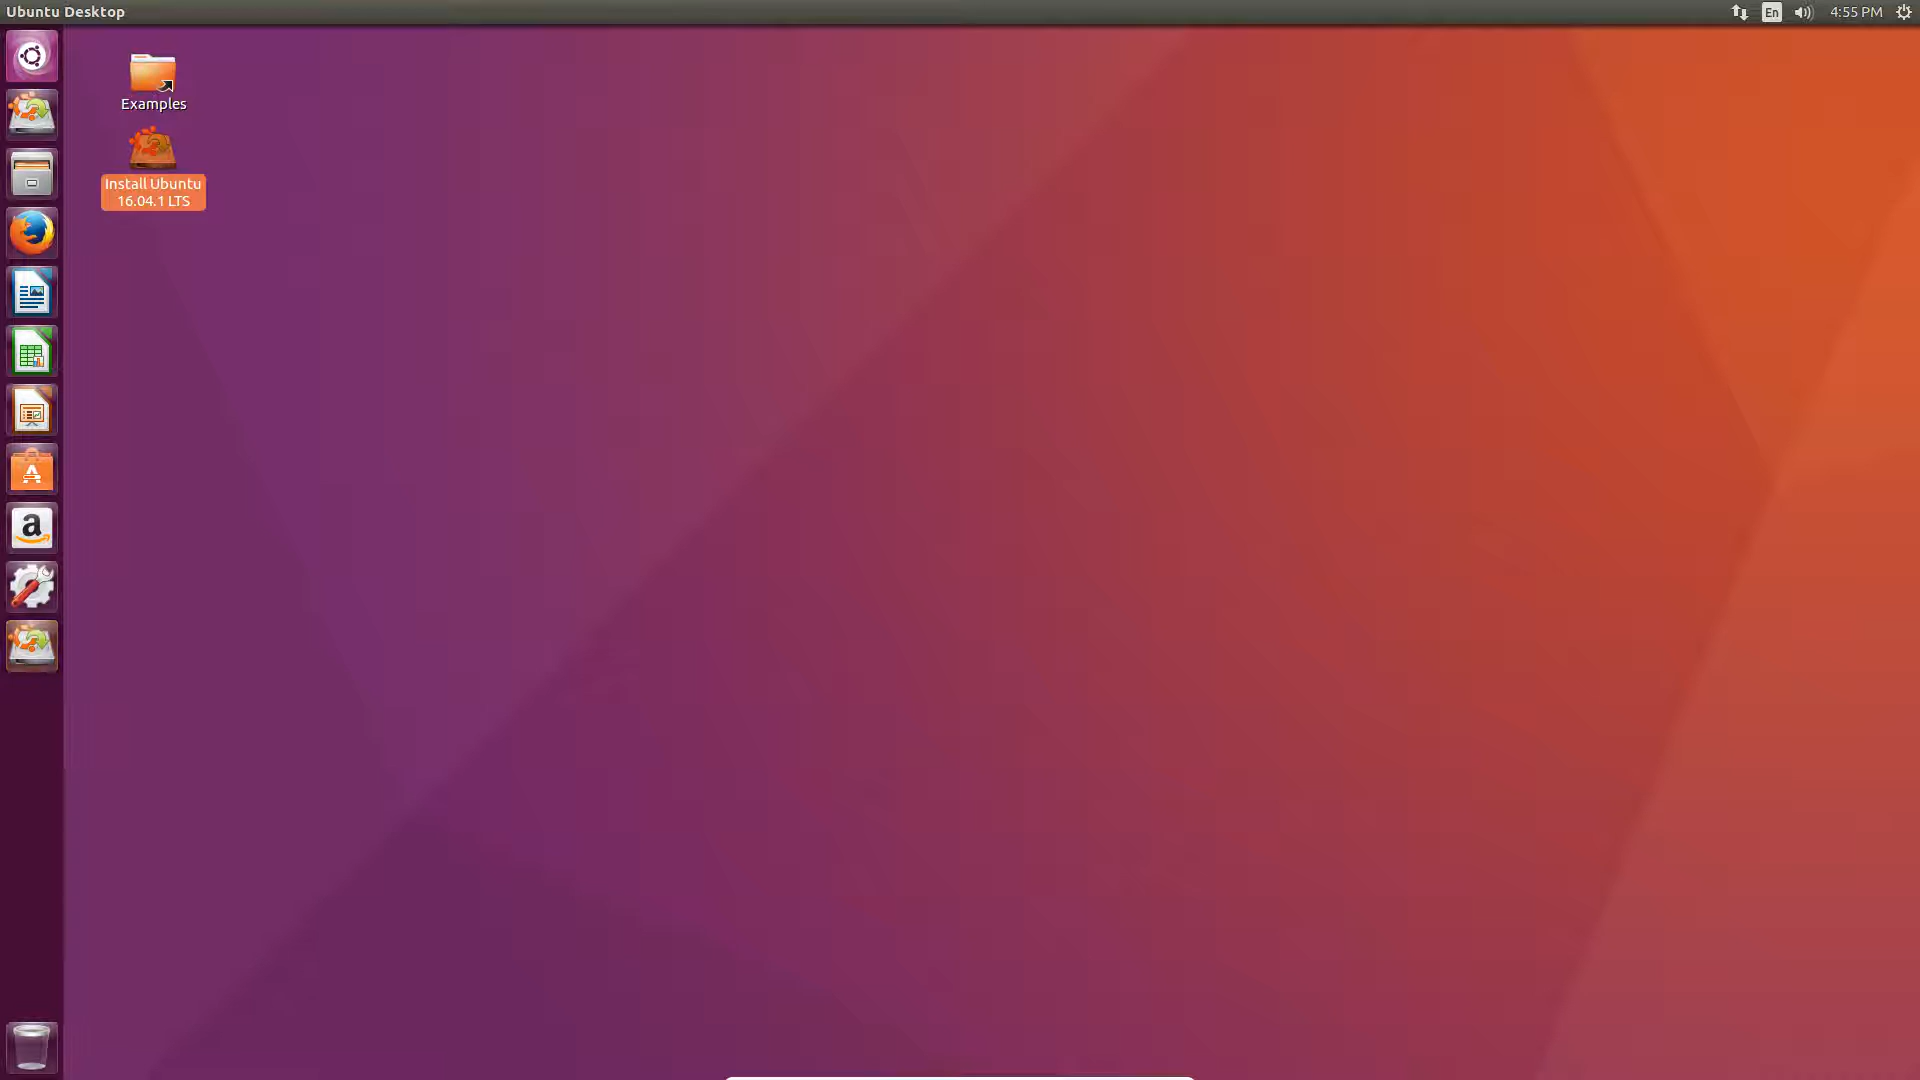 Ubuntu Desktop
En
4:55 PM
Examples
Install Ubuntu
16.04.1 LTS
A
a